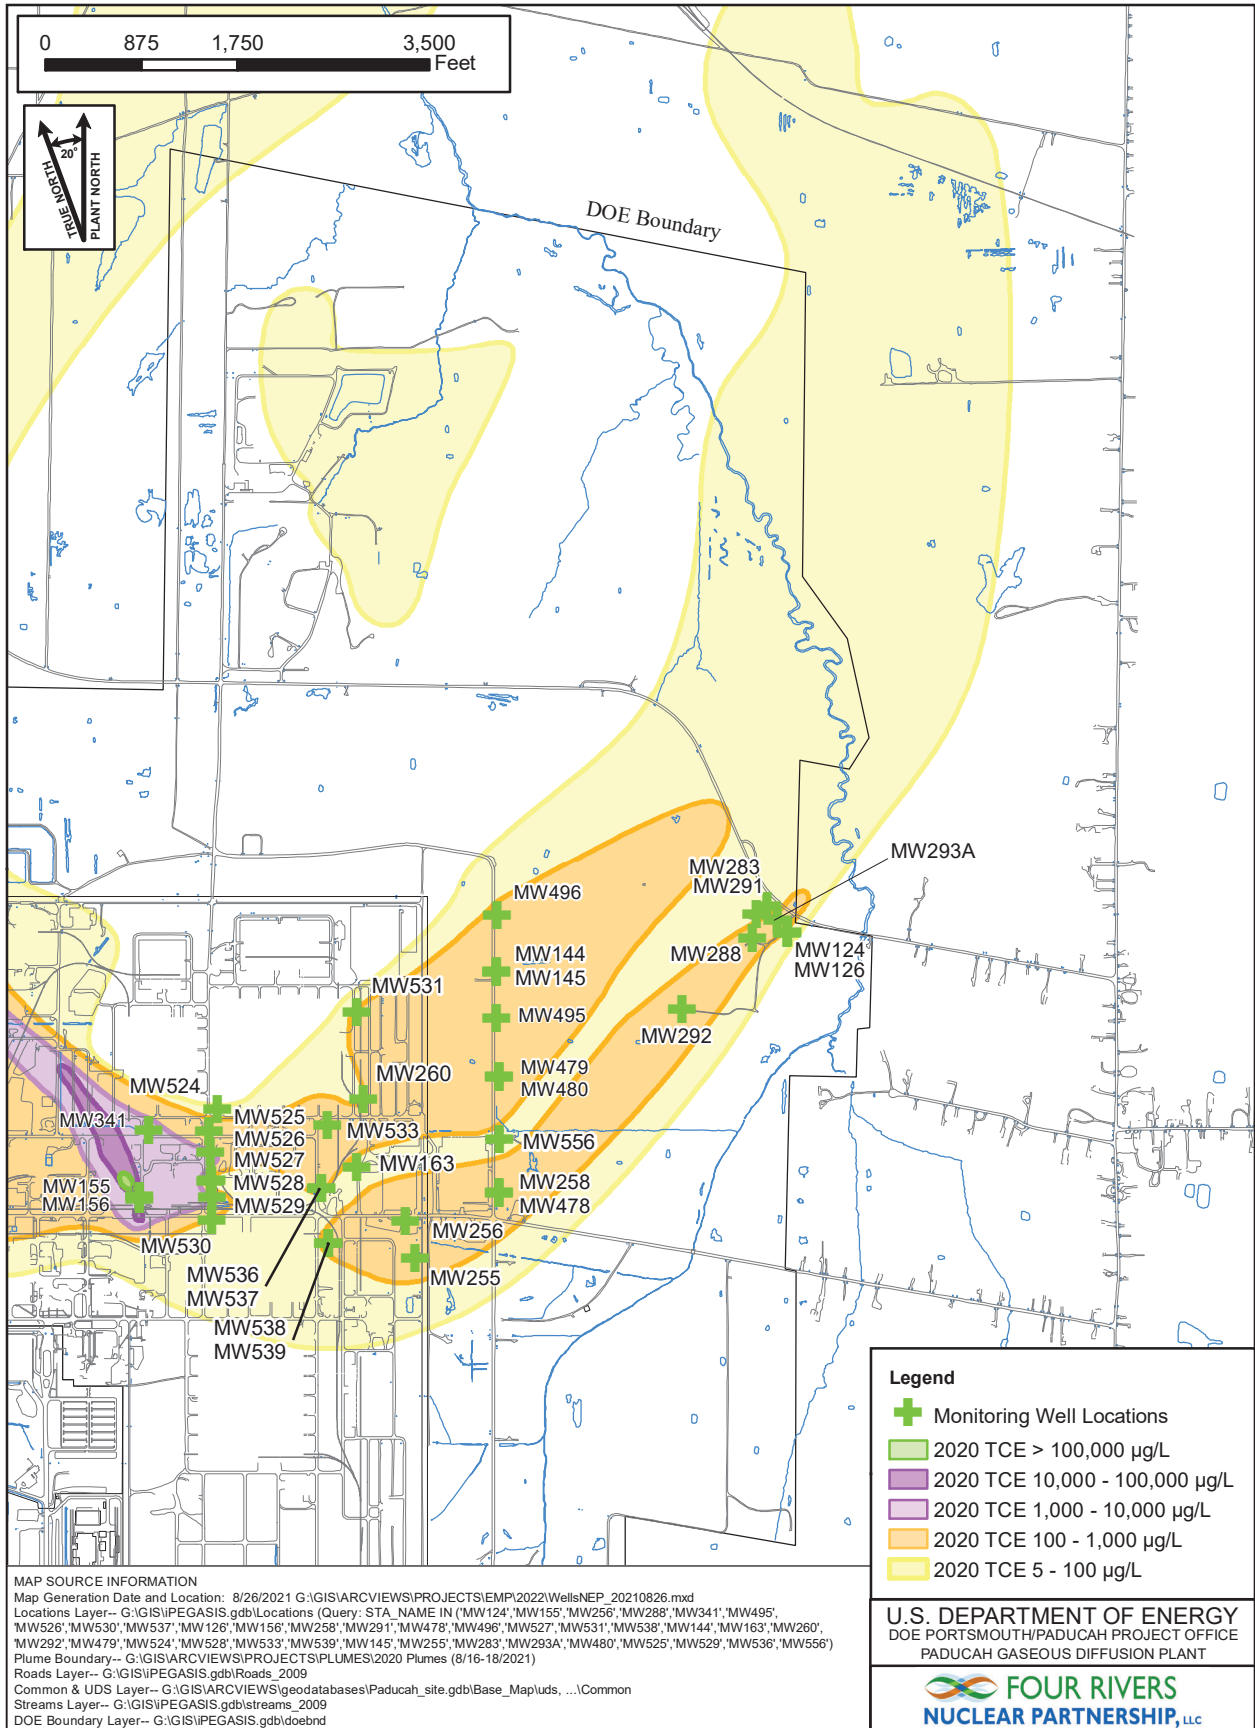 0 875 1,750 3,500
Feet
20°
TRUE NORTH
PLANT NORTH
DOE Boundary
MW293A
MW283
MW291
MW496
MW288
MW124
MW126
MW144
MW145
MW531
MW495
MW292
MW479
MW480
MW260
MW524
MW525
MW341
MW526
MW533
MW556
MW527
MW163
MW528
MW258
MW478
MW155
MW156
MW529
MW256
MW530
MW255
MW536
MW537
MW538
MW539
Legend
Monitoring Well Locations
2020 TCE > 100,000 µg/L
2020 TCE 10,000 - 100,000 µg/L
2020 TCE 1,000 - 10,000 µg/L
2020 TCE 100 - 1,000 µg/L
2020 TCE 5 - 100 µg/L
MAP SOURCE INFORMATION
Map Generation Date and Location: 8/26/2021 G:\GIS\ARCVIEWS\PROJECTS\EMP\2022\WellsNEP_20210826.mxd
Locations Layer-- G:\GIS\iPEGASIS.gdb\Locations (Query: STA_NAME IN ('MW124','MW155','MW256','MW288','MW341','MW495',
'MW526','MW530','MW537','MW126','MW156','MW258','MW291','MW478','MW496','MW527','MW531','MW538','MW144','MW163','MW260',
'MW292','MW479','MW524','MW528','MW533','MW539','MW145','MW255','MW283','MW293A','MW480','MW525','MW529','MW536','MW556')
Plume Boundary-- G:\GIS\ARCVIEWS\PROJECTS\PLUMES\2020 Plumes (8/16-18/2021)
Roads Layer-- G:\GIS\iPEGASIS.gdb\Roads_2009
Common & UDS Layer-- G:\GIS\ARCVIEWS\geodatabases\Paducah_site.gdb\Base_Map\uds, ...\Common
Streams Layer-- G:\GIS\iPEGASIS.gdb\streams_2009
DOE Boundary Layer-- G:\GIS\iPEGASIS.gdb\doebnd
U.S. DEPARTMENT OF ENERGY
DOE PORTSMOUTH/PADUCAH PROJECT OFFICE
PADUCAH GASEOUS DIFFUSION PLANT
FOUR RIVERS
NUCLEAR PARTNERSHIP, LLC